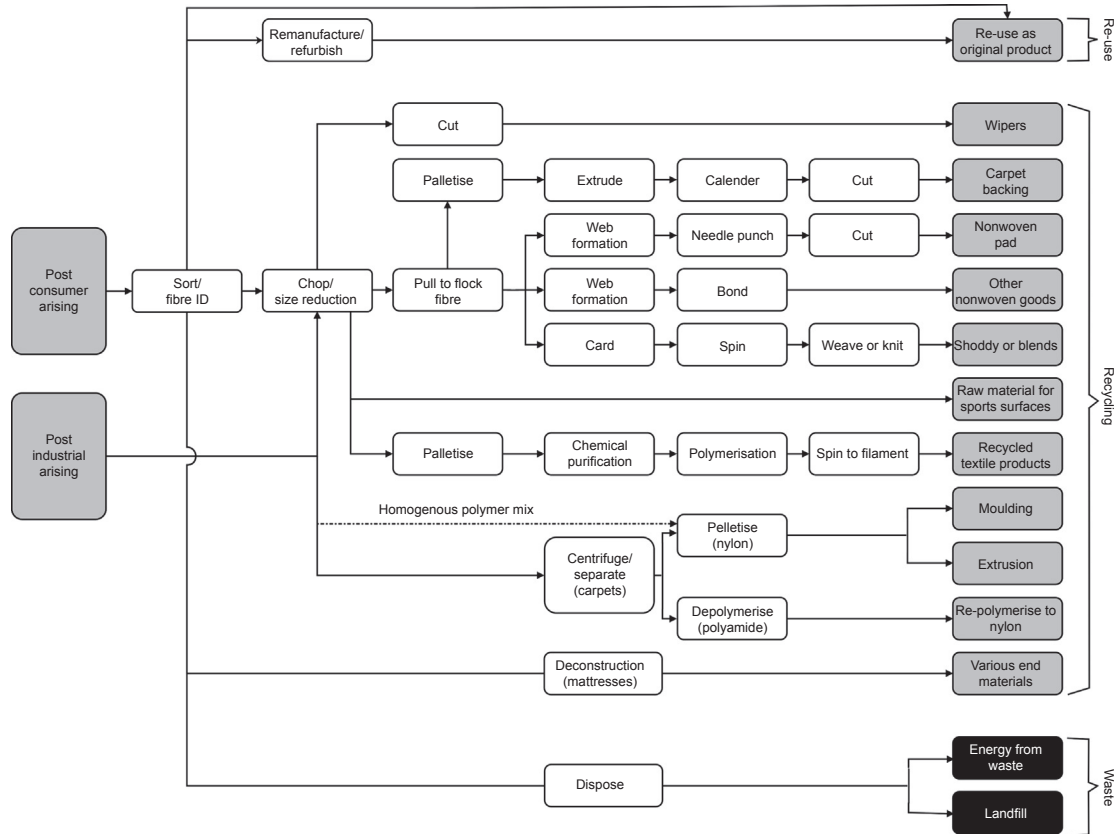 Remanufacture/
refurbish
Re-use as
original product
Re-use
Cut
Wipers
Palletise
Extrude
Calender
Cut
Carpet
backing
Web
formation
Needle punch
Cut
Nonwoven
pad
Post
consumer
arising
Sort/
fibre ID
Chop/
size reduction
Pull to flock
fibre
Web
formation
Bond
Other
nonwoven goods
Card
Spin
Weave or knit
Shoddy or blends
Recycling
Raw material for
sports surfaces
Post
industrial
arising
Palletise
Chemical
purification
Polymerisation
Spin to filament
Recycled
textile products
Homogenous polymer mix
Pelletise
(nylon)
Moulding
Extrusion
Centrifuge/
separate
(carpets)
Depolymerise
(polyamide)
Re-polymerise to
nylon
Deconstruction
(mattresses)
Various end
materials
Energy from
waste
Dispose
Landfill
Waste